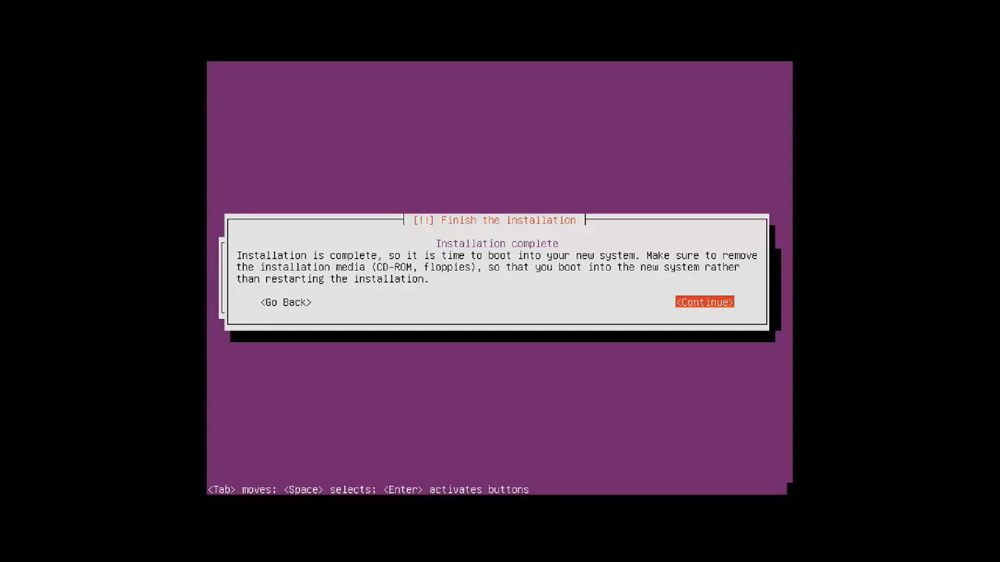 [!!] Finish the installation
Installation complete
Installation is complete, so it is time to boot into your new system. Make sure to remove
the installation media (CD-ROM, floppies), so that you boot into the new system rather
than restarting the installation.
<Go Back> <Continue>
<Tab> moves; <Space> selects; <Enter> activates buttons